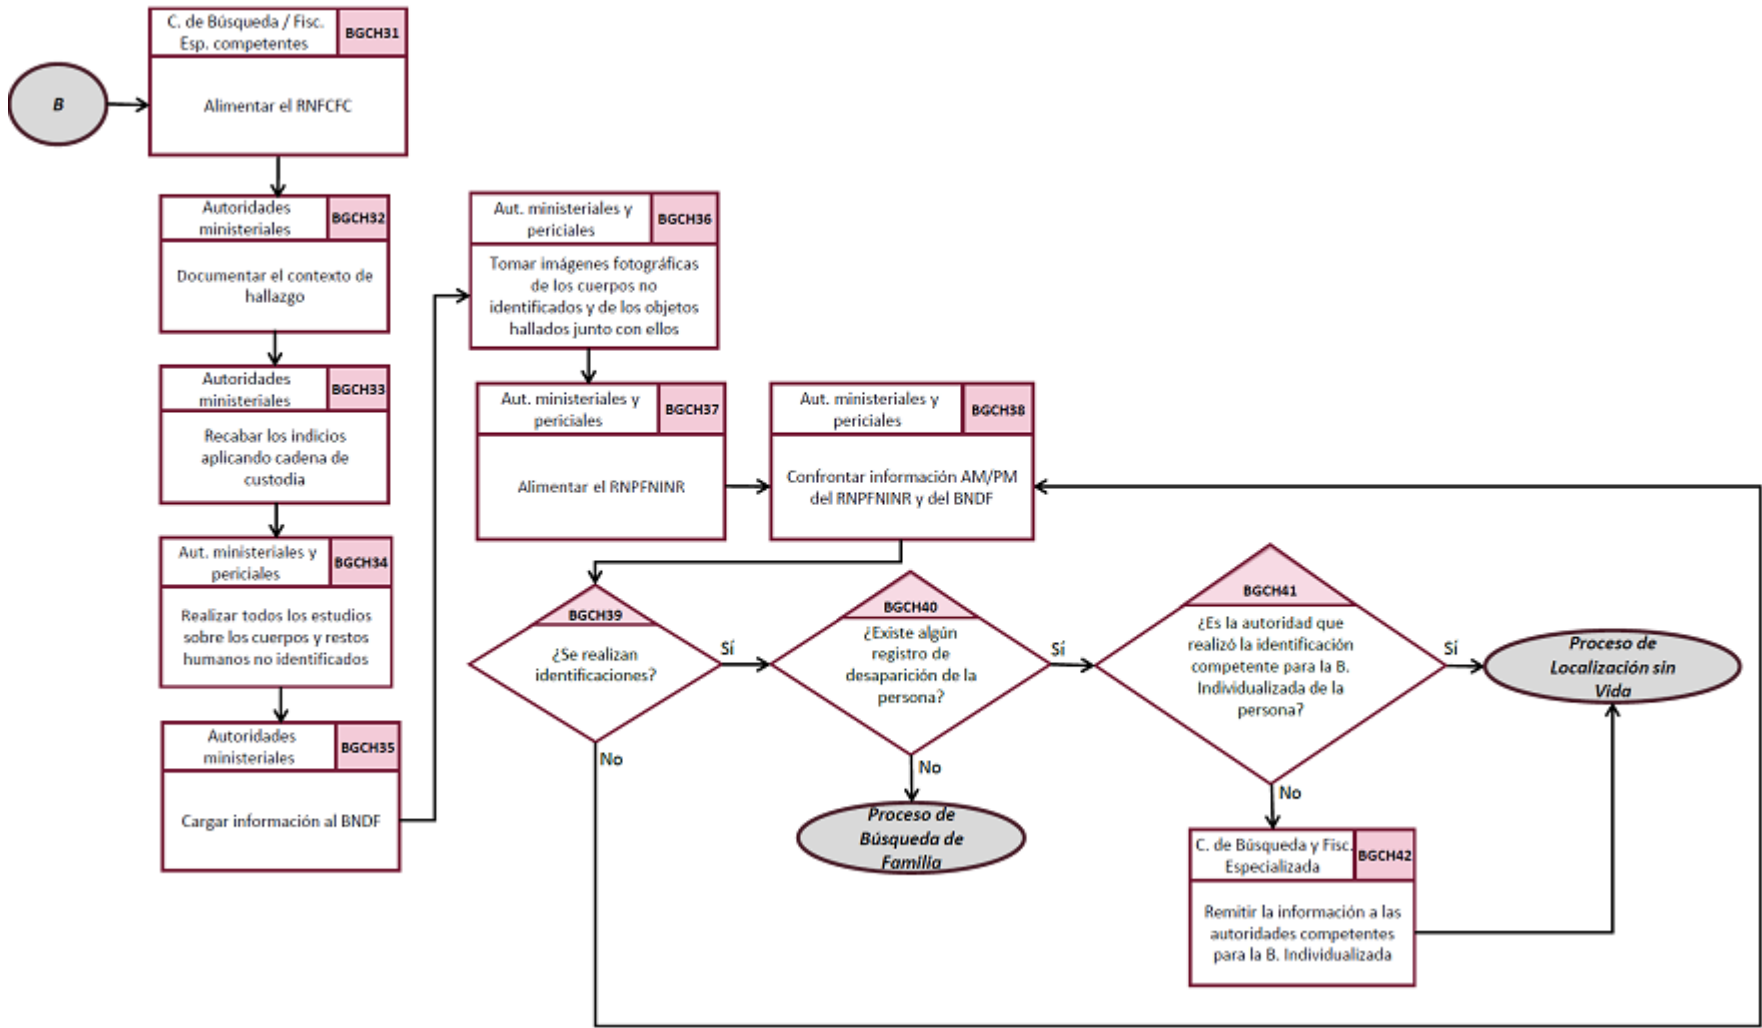 B
C. de Búsqueda / Fisc.
Esp. competentes
BGCH31
Alimentar el RNFCFC
Autoridades
ministeriales
BGCH32
Documentar el contexto de
hallazgo
Autoridades
ministeriales
BGCH33
Recabar los indicios
aplicando cadena de
custodia
Aut. ministeriales y
periciales
BGCH34
Realizar todos los estudios
sobre los cuerpos y restos
humanos no identificados
Autoridades
ministeriales
BGCH35
Cargar información al BNDF
Aut. ministeriales y
periciales
BGCH36
Tomar imágenes fotográficas
de los cuerpos no
identificados y de los objetos
hallados junto con ellos
Aut. ministeriales y
periciales
BGCH37
Alimentar el RNPFNINR
Aut. ministeriales y
periciales
BGCH38
Confrontar información AM/PM
del RNPFNINR y del BNDF
BGCH39
¿Se realizan
identificaciones?
Sí
No
BGCH40
¿Existe algún
registro de
desaparición de la
persona?
Sí
No
Proceso de
Búsqueda de
Familia
BGCH41
¿Es la autoridad que
realizó la identificación
competente para la B.
Individualizada de la
persona?
Sí
No
Proceso de
Localización sin
Vida
C. de Búsqueda y Fisc.
Especializada
BGCH42
Remitir la información a las
autoridades competentes
para la B. Individualizada